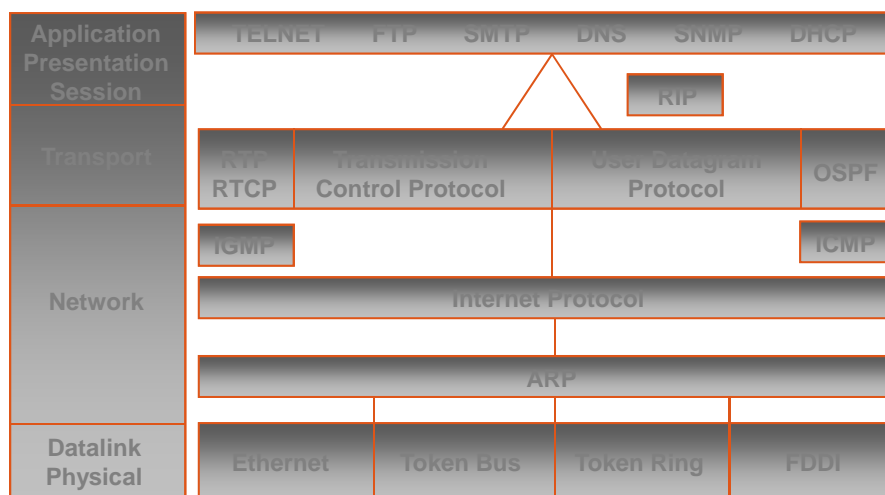 Application
Presentation
Session
TELNET FTP SMTP DNS SNMP DHCP
RIP
Transport
RTP
RTCP
Transmission
Control Protocol
User Datagram
Protocol
OSPF
IGMP
ICMP
Network
Internet Protocol
ARP
Datalink
Physical
Ethernet
Token Bus
Token Ring
FDDI